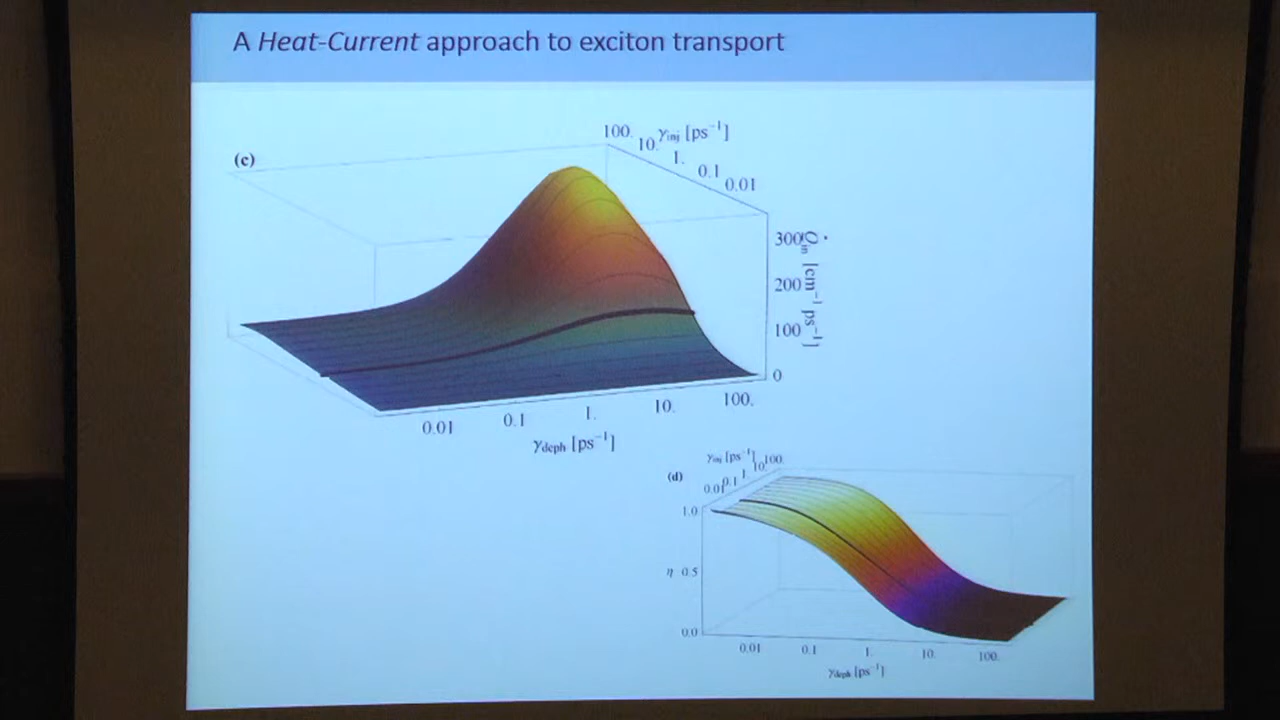 A Heat-Current approach to exciton transport
(c)
100.
10.
1.
0.1
0.01
γinj [ps⁻¹]
300
200
100
0
Q̇in [cm⁻¹ ps⁻¹]
0.01
0.1
1.
10.
100.
γdeph [ps⁻¹]
(d)
γinj [ps⁻¹]
0.01
0.1
1.
10.
100.
1.0
η 0.5
0.0
0.01
0.1
1.
10.
100.
γdeph [ps⁻¹]